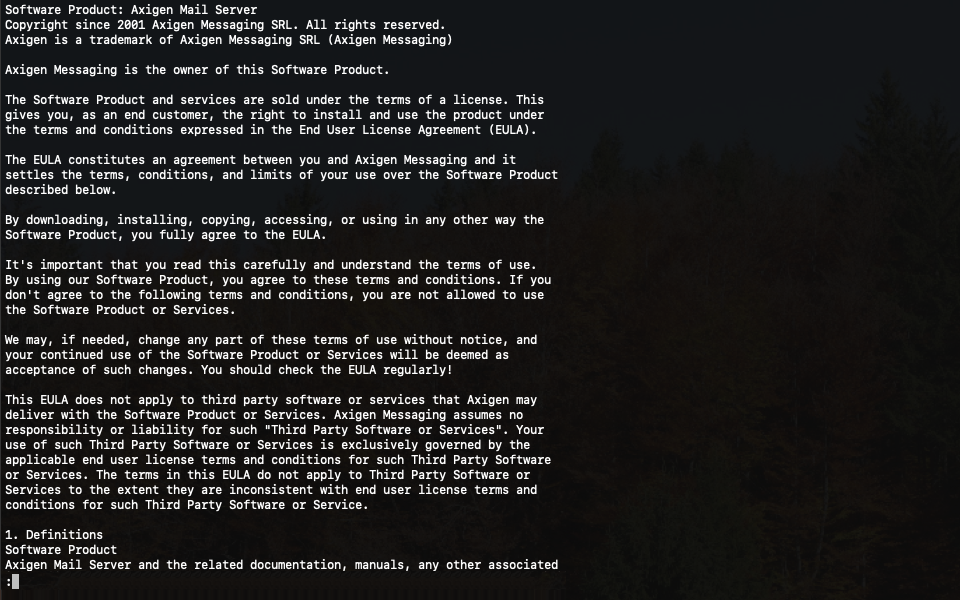 Software Product: Axigen Mail Server
Copyright since 2001 Axigen Messaging SRL. All rights reserved.
Axigen is a trademark of Axigen Messaging SRL (Axigen Messaging)
Axigen Messaging is the owner of this Software Product.
The Software Product and services are sold under the terms of a license. This
gives you, as an end customer, the right to install and use the product under
the terms and conditions expressed in the End User License Agreement (EULA).
The EULA constitutes an agreement between you and Axigen Messaging and it
settles the terms, conditions, and limits of your use over the Software Product
described below.
By downloading, installing, copying, accessing, or using in any other way the
Software Product, you fully agree to the EULA.
It's important that you read this carefully and understand the terms of use.
By using our Software Product, you agree to these terms and conditions. If you
don't agree to the following terms and conditions, you are not allowed to use
the Software Product or Services.
We may, if needed, change any part of these terms of use without notice, and
your continued use of the Software Product or Services will be deemed as
acceptance of such changes. You should check the EULA regularly!
This EULA does not apply to third party software or services that Axigen may
deliver with the Software Product or Services. Axigen Messaging assumes no
responsibility or liability for such "Third Party Software or Services". Your
use of such Third Party Software or Services is exclusively governed by the
applicable end user license terms and conditions for such Third Party Software
or Services. The terms in this EULA do not apply to Third Party Software or
Services to the extent they are inconsistent with end user license terms and
conditions for such Third Party Software or Service.
1. Definitions
Software Product
Axigen Mail Server and the related documentation, manuals, any other associated
: